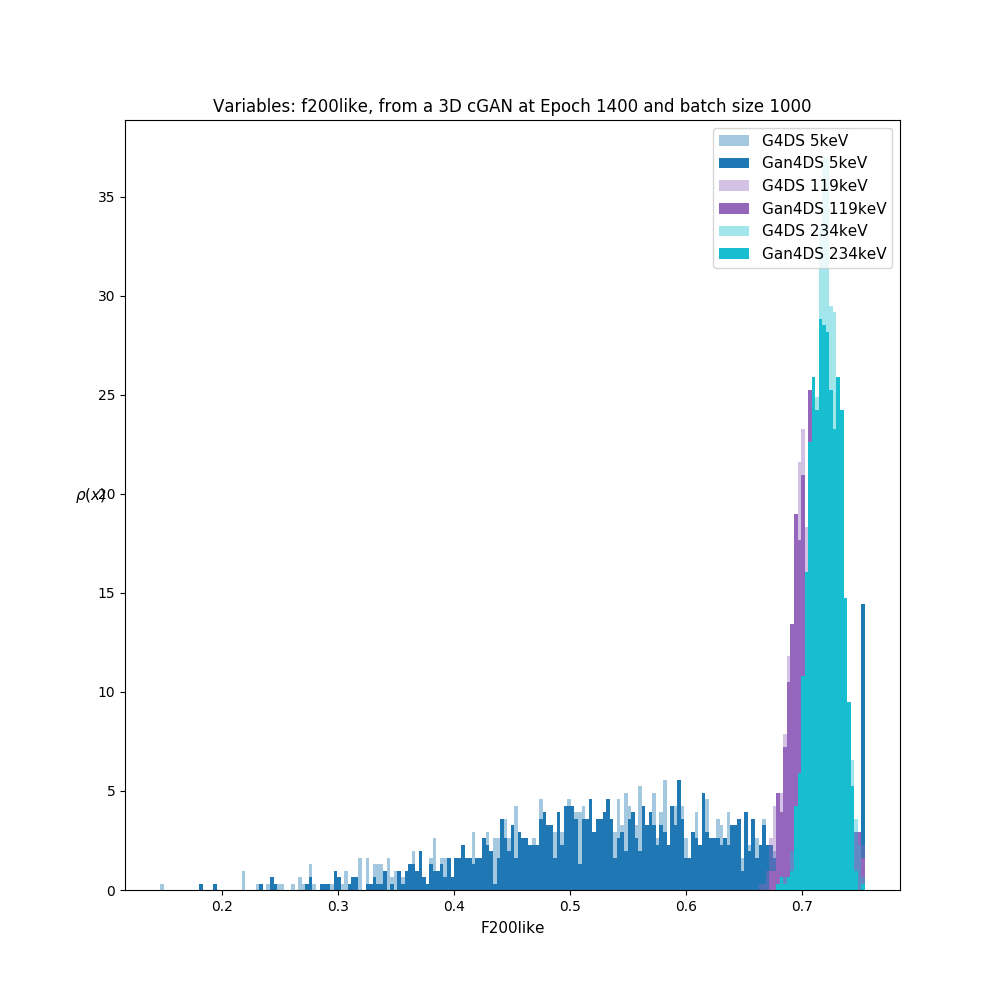 Variables: f200like, from a 3D cGAN at Epoch 1400 and batch size 1000
G4DS 5keV
Gan4DS 5keV
G4DS 119keV
Gan4DS 119keV
G4DS 234keV
Gan4DS 234keV
35
30
25
ρ(x)
20
15
10
5
0
0.2 0.3 0.4 0.5 0.6 0.7
F200like